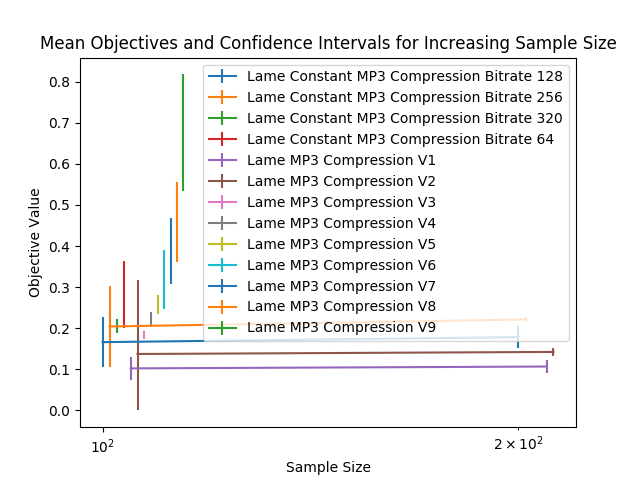 Mean Objectives and Confidence Intervals for Increasing Sample Size
Objective Value
0.8
0.7
0.6
0.5
0.4
0.3
0.2
0.1
0.0
Lame Constant MP3 Compression Bitrate 128
Lame Constant MP3 Compression Bitrate 256
Lame Constant MP3 Compression Bitrate 320
Lame Constant MP3 Compression Bitrate 64
Lame MP3 Compression V1
Lame MP3 Compression V2
Lame MP3 Compression V3
Lame MP3 Compression V4
Lame MP3 Compression V5
Lame MP3 Compression V6
Lame MP3 Compression V7
Lame MP3 Compression V8
Lame MP3 Compression V9
10² 2 × 10²
Sample Size